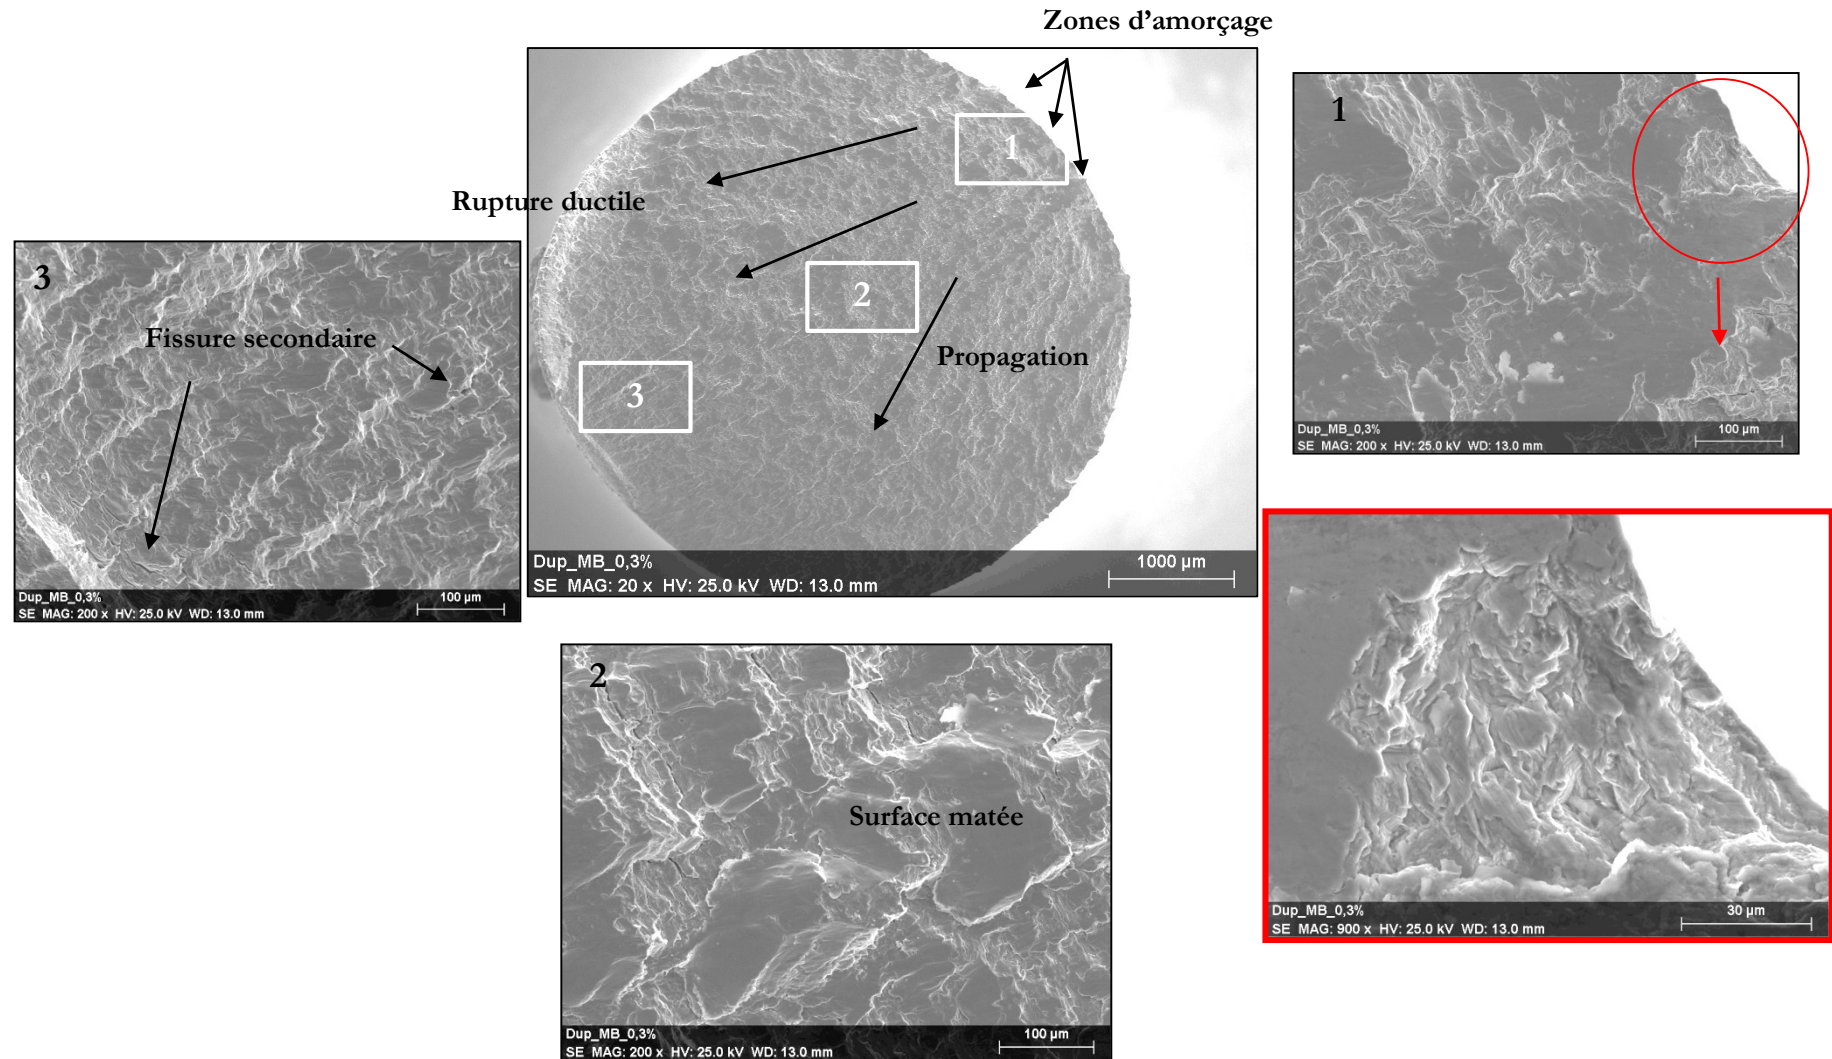 Zones d'amorçage
1
Rupture ductile
2
Propagation
3
Dup_MB_0,3%
SE MAG: 20 x HV: 25.0 kV WD: 13.0 mm
1000 µm
1
Dup_MB_0,3%
SE MAG: 200 x HV: 25.0 kV WD: 13.0 mm
100 µm
3
Fissure secondaire
Dup_MB_0,3%
SE MAG: 200 x HV: 25.0 kV WD: 13.0 mm
100 µm
2
Surface matée
Dup_MB_0,3%
SE MAG: 200 x HV: 25.0 kV WD: 13.0 mm
100 µm
Dup_MB_0,3%
SE MAG: 900 x HV: 25.0 kV WD: 13.0 mm
30 µm